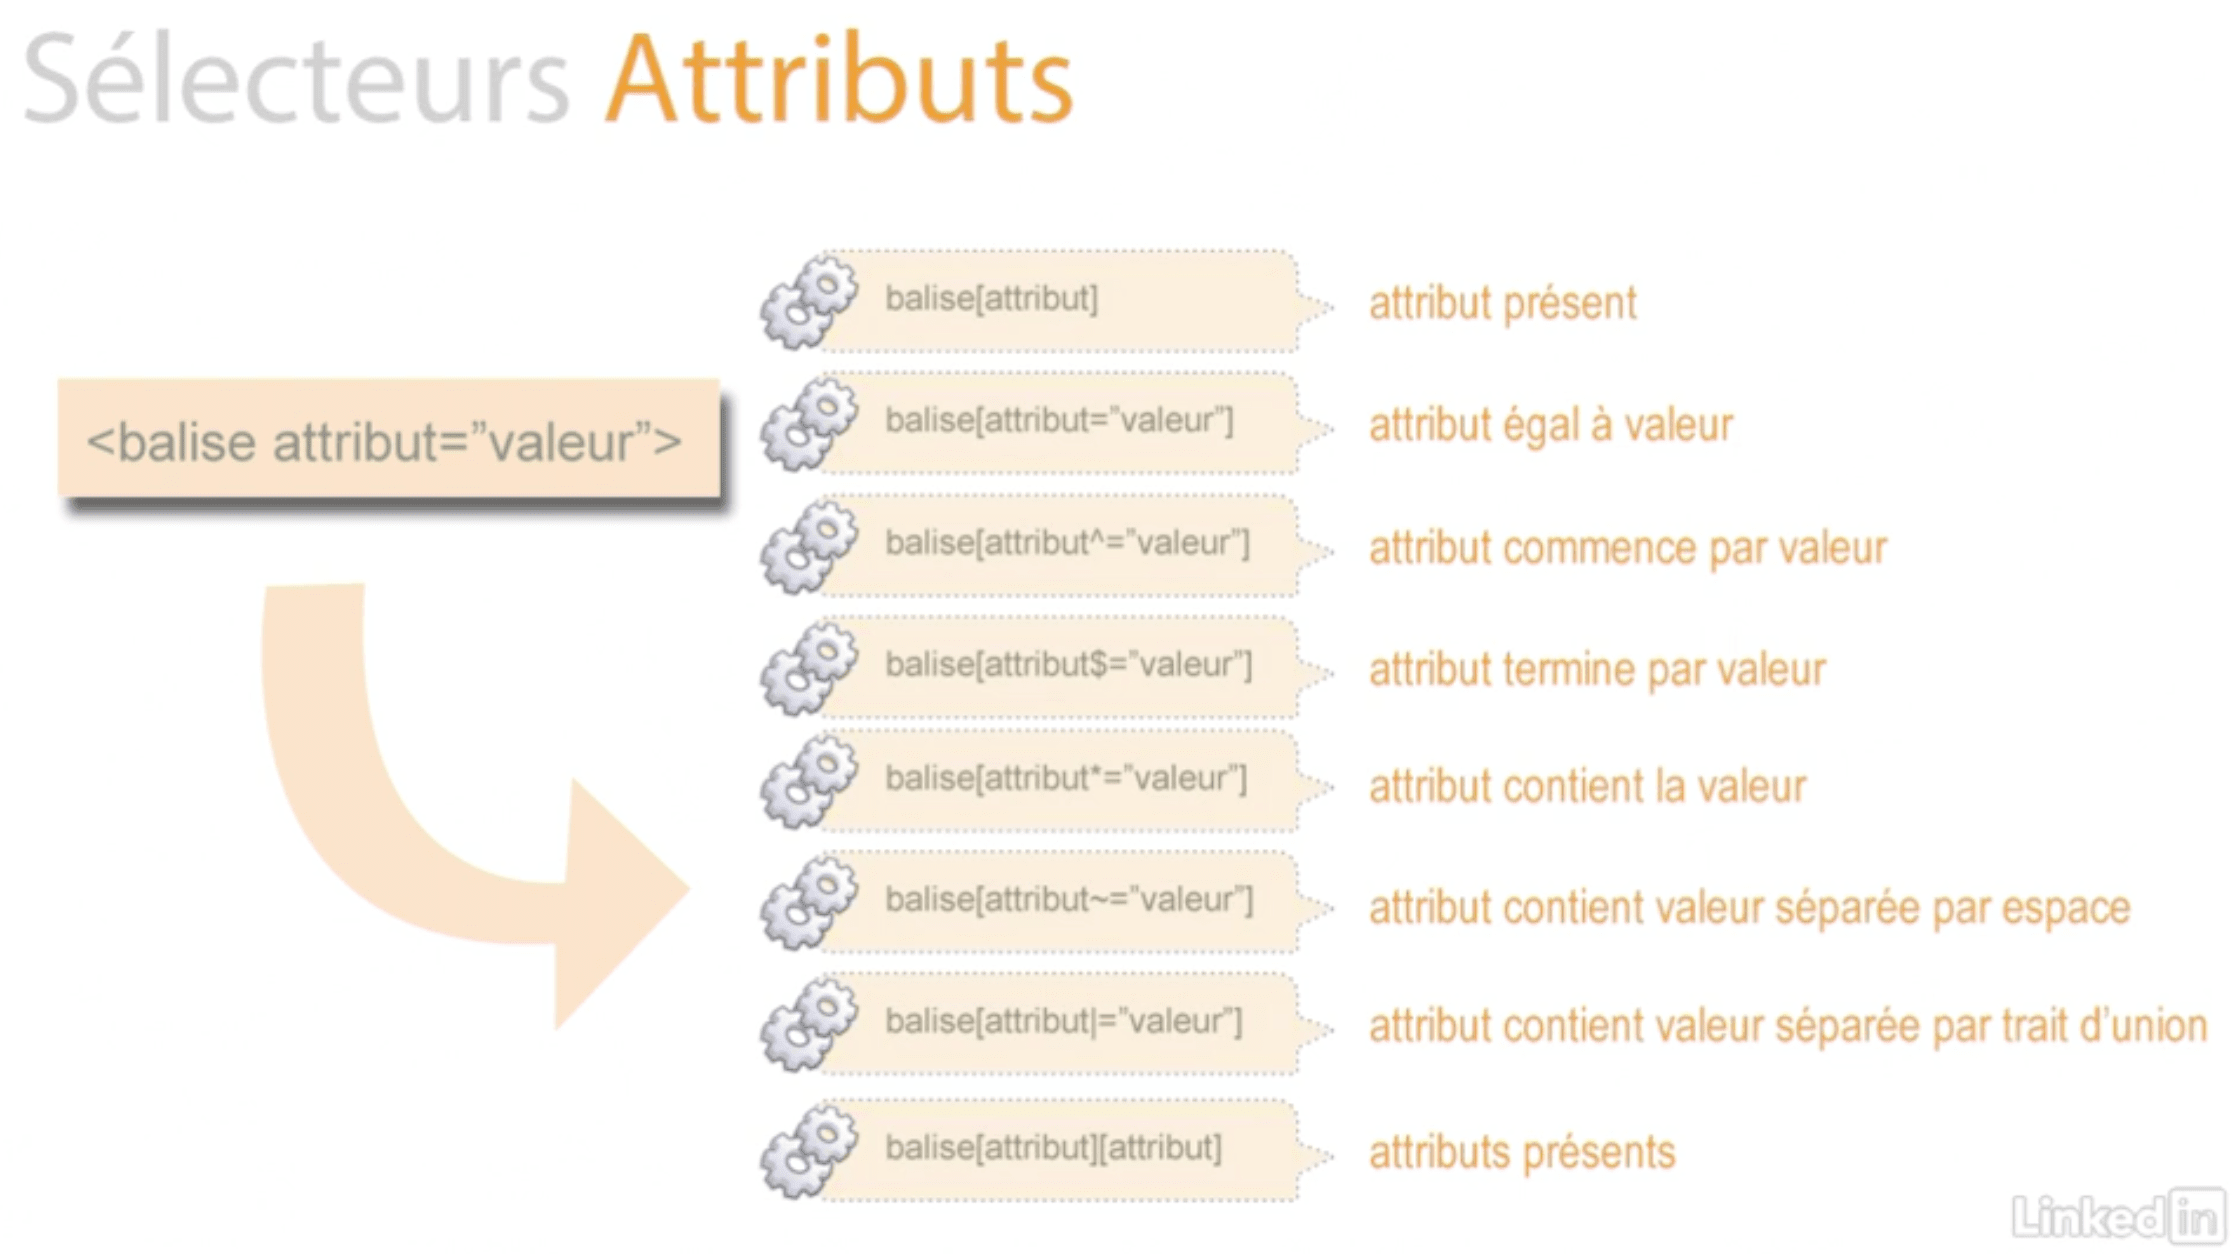 Sélecteurs Attributs
<balise attribut=”valeur”>
balise[attribut] attribut présent
balise[attribut=”valeur”] attribut égal à valeur
balise[attribut^=”valeur”] attribut commence par valeur
balise[attribut$=”valeur”] attribut termine par valeur
balise[attribut*=”valeur”] attribut contient la valeur
balise[attribut~=”valeur”] attribut contient valeur séparée par espace
balise[attribut|=”valeur”] attribut contient valeur séparée par trait d’union
balise[attribut][attribut] attributs présents
Linkedin